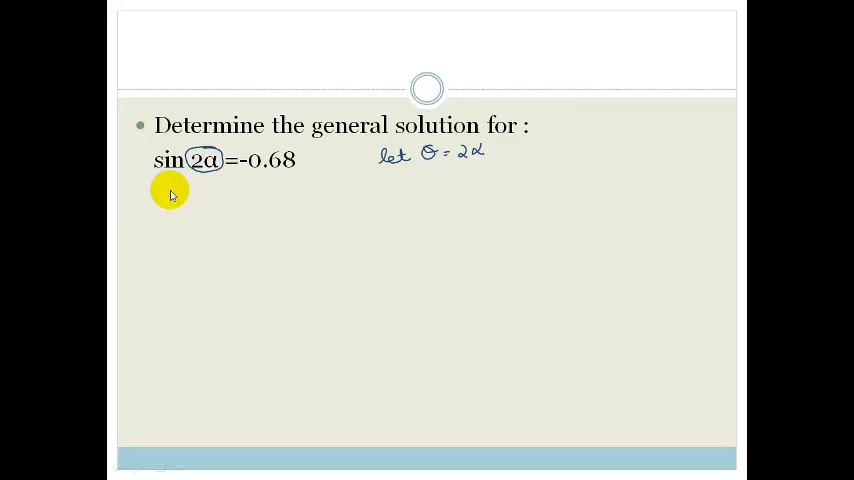 Determine the general solution for :
sin 2α=-0.68
let θ = 2α